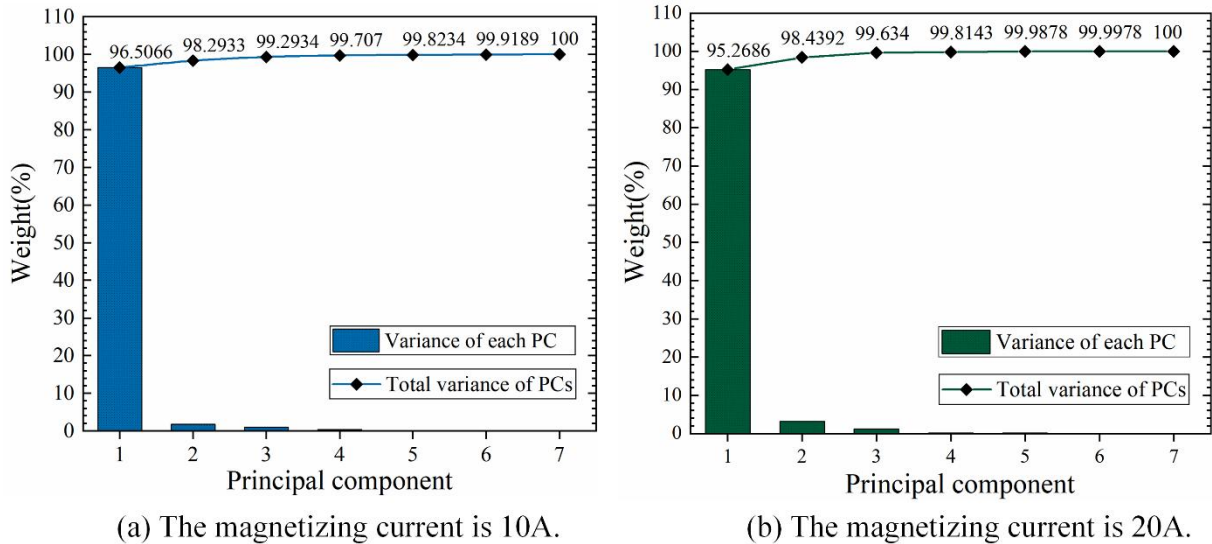 110
100
90
80
70
60
50
40
30
20
10
0
Weight(%)
96.5066 98.2933 99.2934 99.707 99.8234 99.9189 100
Variance of each PC
Total variance of PCs
1 2 3 4 5 6 7
Principal component
(a) The magnetizing current is 10A.
110
100
90
80
70
60
50
40
30
20
10
0
Weight(%)
95.2686 98.4392 99.634 99.8143 99.9878 99.9978 100
Variance of each PC
Total variance of PCs
1 2 3 4 5 6 7
Principal component
(b) The magnetizing current is 20A.